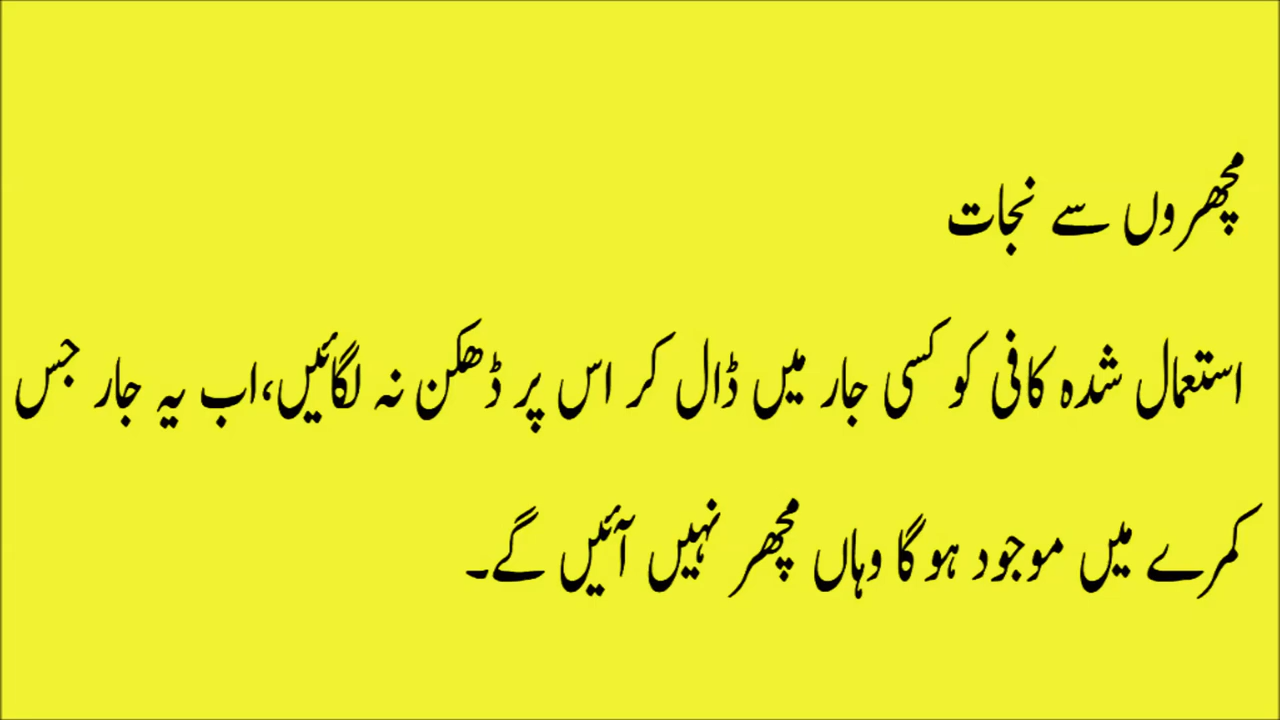 مچھروں سے نجات
استعمال شدہ کافی کو کسی جار میں ڈال کر اس پر ڈھکن نہ لگائیں،اب یہ جار جس
کمرے میں موجود ہو گا وہاں مچھر نہیں آئیں گے۔